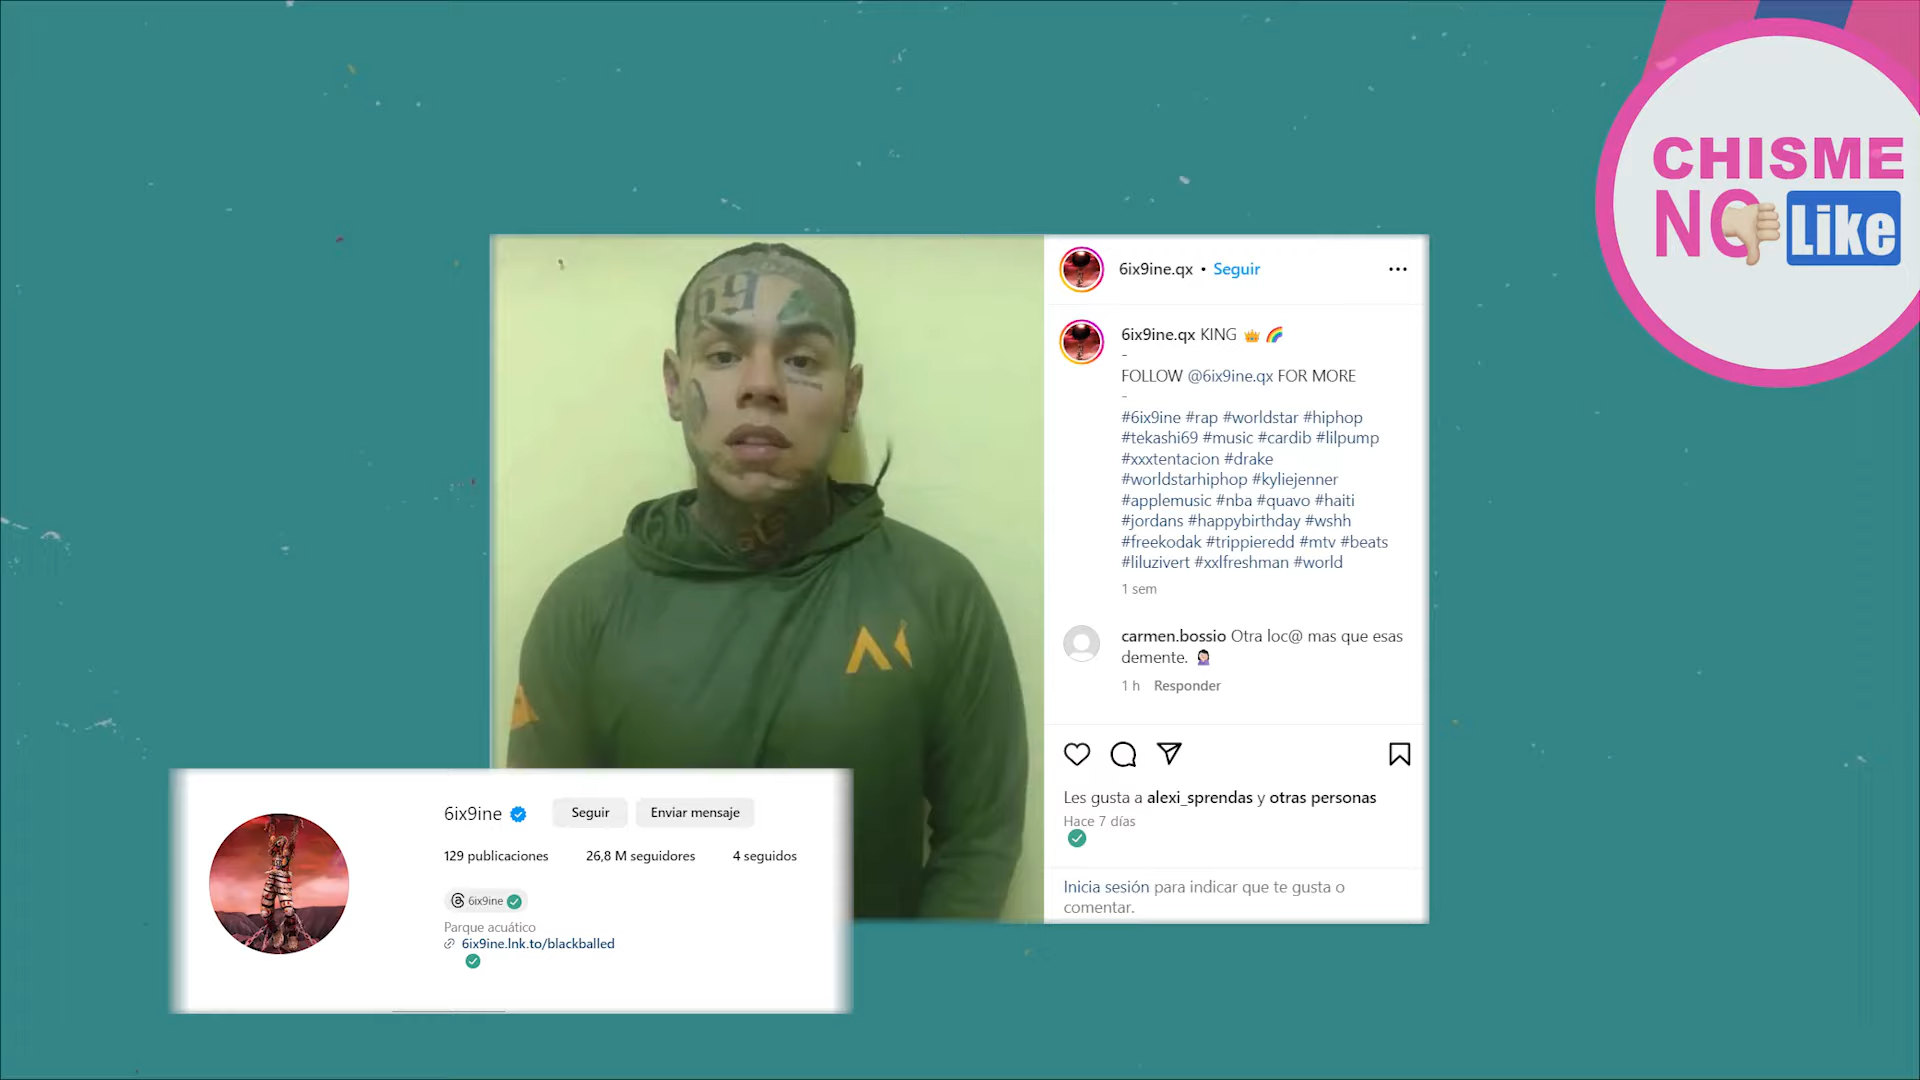 CHISME
NO
Like
6ix9ine.qx • Seguir
6ix9ine.qx KING 👑 🌈
-
FOLLOW @6ix9ine.qx FOR MORE
-
#6ix9ine #rap #worldstar #hiphop
#tekashi69 #music #cardib #lilpump
#xxxtentacion #drake
#worldstarhiphop #kyliejenner
#applemusic #nba #quavo #haiti
#jordans #happybirthday #wshh
#freekodak #trippieredd #mtv #beats
#liluzivert #xxlfreshman #world
1 sem
carmen.bossio Otra loc@ mas que esas
demente. 🤦🏻‍♀️
1 h Responder
Les gusta a alexi_sprendas y otras personas
Hace 7 días
Inicia sesión para indicar que te gusta o
comentar.
69
6ix9ine Seguir Enviar mensaje
129 publicaciones 26,8 M seguidores 4 seguidos
6ix9ine
Parque acuático
6ix9ine.lnk.to/blackballed